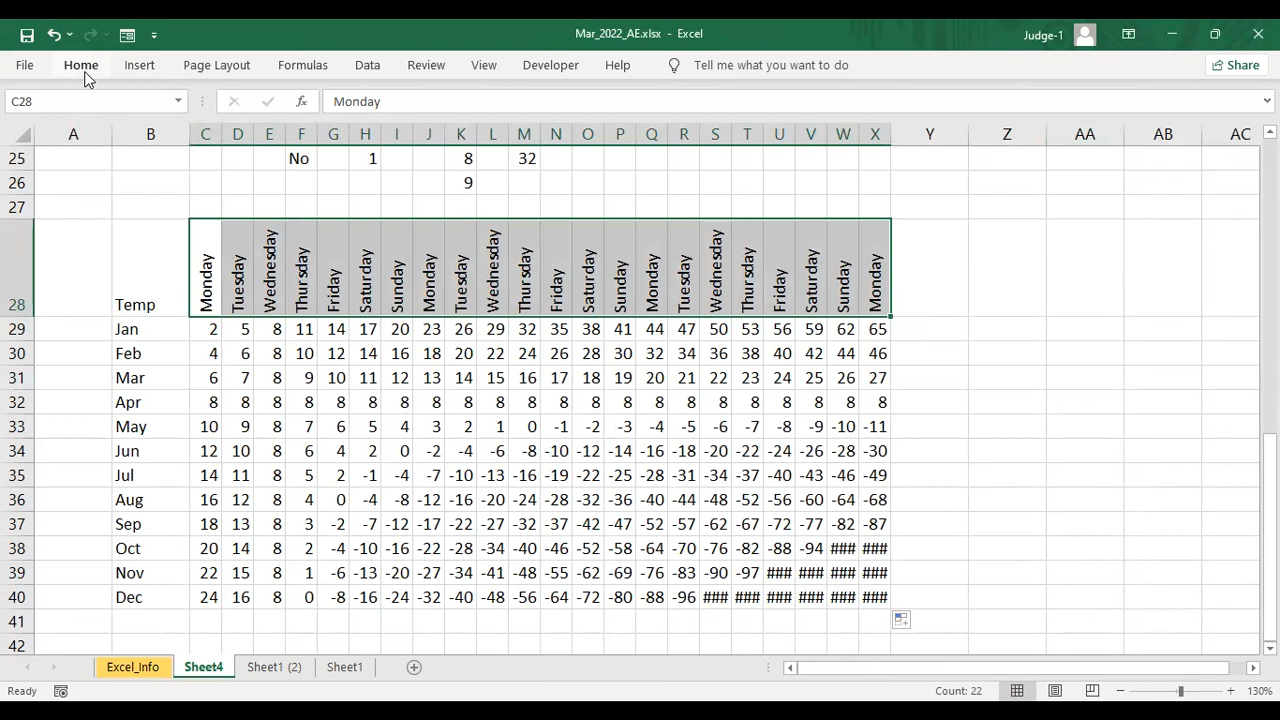 Mar_2022_AE.xlsx - Excel
Judge-1
File Home Insert Page Layout Formulas Data Review View Developer Help Tell me what you want to do Share
C28 fx Monday
A B C D E F G H I J K L M N O P Q R S T U V W X Y Z AA AB AC
25 No 1 8 32
26 9
27
28 Temp Monday Tuesday Wednesday Thursday Friday Saturday Sunday Monday Tuesday Wednesday Thursday Friday Saturday Sunday Monday Tuesday Wednesday Thursday Friday Saturday Sunday Monday
29 Jan 2 5 8 11 14 17 20 23 26 29 32 35 38 41 44 47 50 53 56 59 62 65
30 Feb 4 6 8 10 12 14 16 18 20 22 24 26 28 30 32 34 36 38 40 42 44 46
31 Mar 6 7 8 9 10 11 12 13 14 15 16 17 18 19 20 21 22 23 24 25 26 27
32 Apr 8 8 8 8 8 8 8 8 8 8 8 8 8 8 8 8 8 8 8 8 8 8
33 May 10 9 8 7 6 5 4 3 2 1 0 -1 -2 -3 -4 -5 -6 -7 -8 -9 -10 -11
34 Jun 12 10 8 6 4 2 0 -2 -4 -6 -8 -10 -12 -14 -16 -18 -20 -22 -24 -26 -28 -30
35 Jul 14 11 8 5 2 -1 -4 -7 -10 -13 -16 -19 -22 -25 -28 -31 -34 -37 -40 -43 -46 -49
36 Aug 16 12 8 4 0 -4 -8 -12 -16 -20 -24 -28 -32 -36 -40 -44 -48 -52 -56 -60 -64 -68
37 Sep 18 13 8 3 -2 -7 -12 -17 -22 -27 -32 -37 -42 -47 -52 -57 -62 -67 -72 -77 -82 -87
38 Oct 20 14 8 2 -4 -10 -16 -22 -28 -34 -40 -46 -52 -58 -64 -70 -76 -82 -88 -94 ### ###
39 Nov 22 15 8 1 -6 -13 -20 -27 -34 -41 -48 -55 -62 -69 -76 -83 -90 -97 ### ### ### ###
40 Dec 24 16 8 0 -8 -16 -24 -32 -40 -48 -56 -64 -72 -80 -88 -96 ### ### ### ### ### ###
41
42
Excel_Info Sheet4 Sheet1 (2) Sheet1
Ready Count: 22 130%